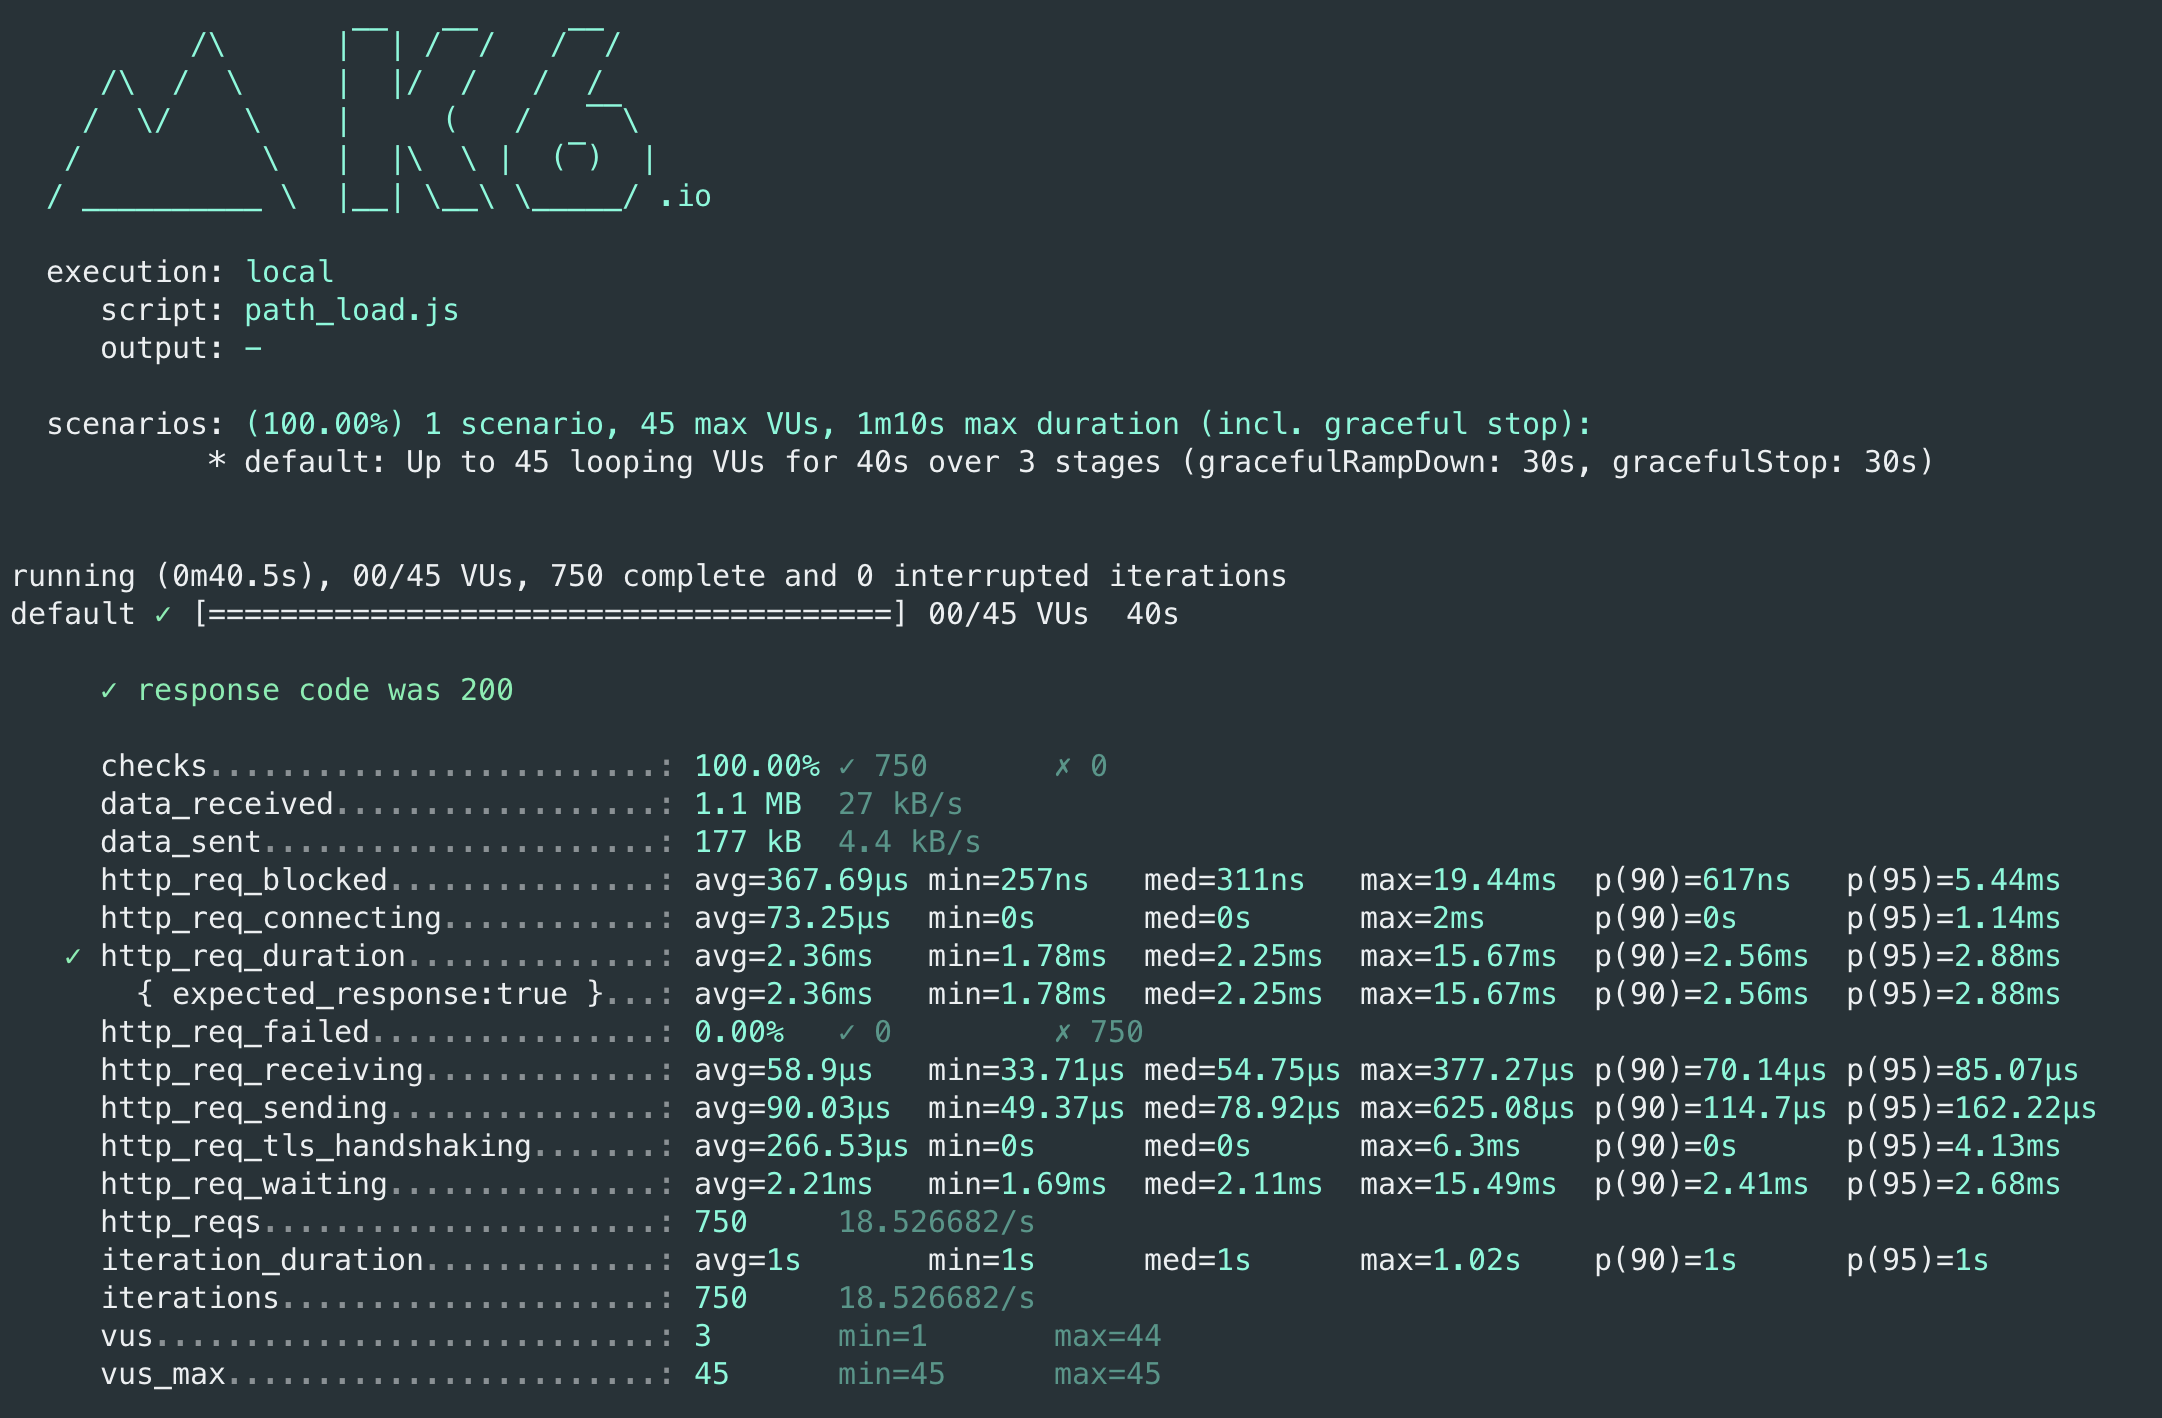 .io
execution: local
script: path_load.js
output: -
scenarios: (100.00%) 1 scenario, 45 max VUs, 1m10s max duration (incl. graceful stop):
* default: Up to 45 looping VUs for 40s over 3 stages (gracefulRampDown: 30s, gracefulStop: 30s)
running (0m40.5s), 00/45 VUs, 750 complete and 0 interrupted iterations
default ✓ [======================================] 00/45 VUs  40s
✓ response code was 200
checks.........................: 100.00% ✓ 750       ✗ 0
data_received..................: 1.1 MB  27 kB/s
data_sent......................: 177 kB  4.4 kB/s
http_req_blocked...............: avg=367.69µs min=257ns   med=311ns   max=19.44ms  p(90)=617ns   p(95)=5.44ms
http_req_connecting............: avg=73.25µs  min=0s      med=0s      max=2ms      p(90)=0s      p(95)=1.14ms
✓ http_req_duration..............: avg=2.36ms   min=1.78ms  med=2.25ms  max=15.67ms  p(90)=2.56ms  p(95)=2.88ms
{ expected_response:true }...: avg=2.36ms   min=1.78ms  med=2.25ms  max=15.67ms  p(90)=2.56ms  p(95)=2.88ms
http_req_failed................: 0.00%   ✓ 0         ✗ 750
http_req_receiving.............: avg=58.9µs   min=33.71µs med=54.75µs max=377.27µs p(90)=70.14µs p(95)=85.07µs
http_req_sending...............: avg=90.03µs  min=49.37µs med=78.92µs max=625.08µs p(90)=114.7µs p(95)=162.22µs
http_req_tls_handshaking.......: avg=266.53µs min=0s      med=0s      max=6.3ms    p(90)=0s      p(95)=4.13ms
http_req_waiting...............: avg=2.21ms   min=1.69ms  med=2.11ms  max=15.49ms  p(90)=2.41ms  p(95)=2.68ms
http_reqs......................: 750     18.526682/s
iteration_duration.............: avg=1s       min=1s      med=1s      max=1.02s    p(90)=1s      p(95)=1s
iterations.....................: 750     18.526682/s
vus............................: 3       min=1       max=44
vus_max........................: 45      min=45      max=45